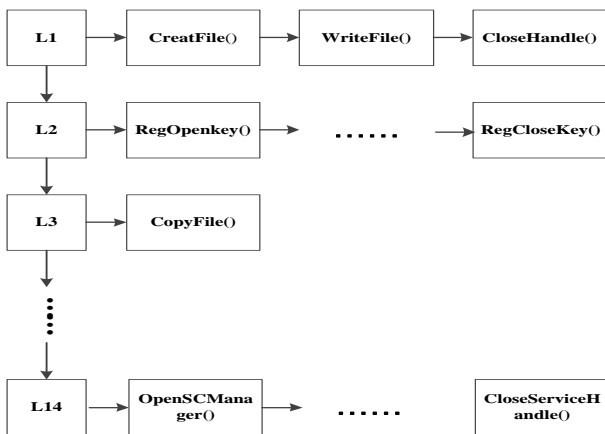 L1 CreatFile() WriteFile() CloseHandle()
L2 RegOpenkey() ...... RegCloseKey()
L3 CopyFile()
......
L14 OpenSCMana
ger() ...... CloseServiceH
andle()